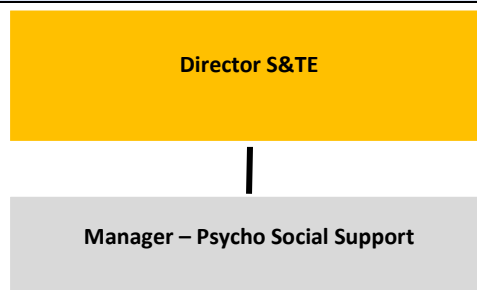 Director S&TE
Manager – Psycho Social Support